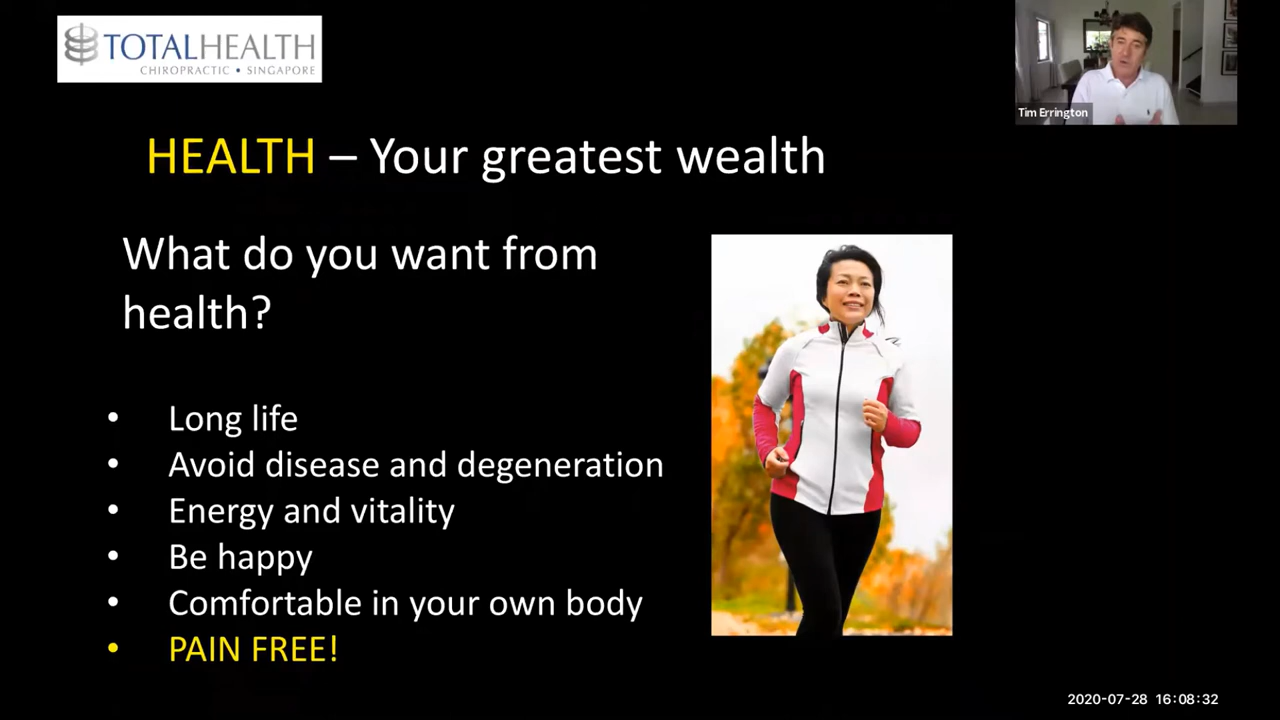 TOTALHEALTH
CHIROPRACTIC • SINGAPORE
Tim Errington
HEALTH – Your greatest wealth
What do you want from
health?
• Long life
• Avoid disease and degeneration
• Energy and vitality
• Be happy
• Comfortable in your own body
• PAIN FREE!
2020-07-28 16:08:32